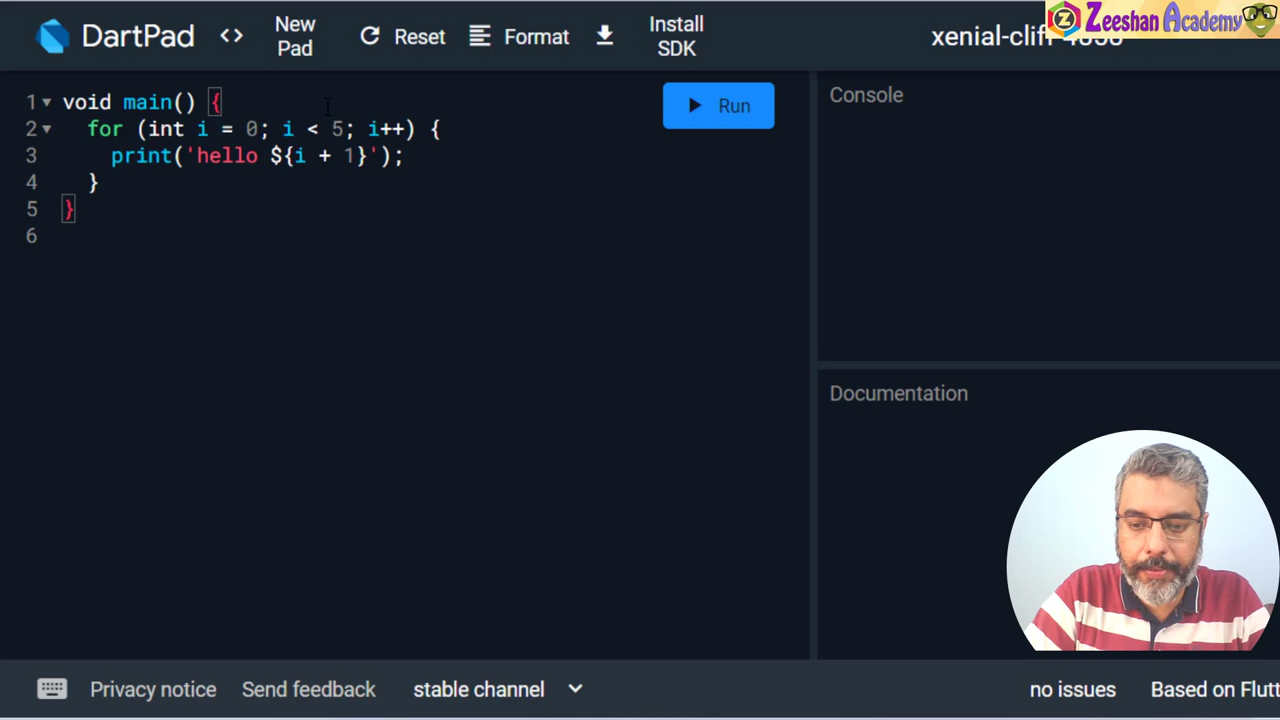 Zeeshan Academy
DartPad <> New Pad Reset Format Install SDK
1 void main() {
2 for (int i = 0; i < 5; i++) {
3 print('hello ${i + 1}');
4 }
5 }
6
Run
Console
Documentation
Privacy notice Send feedback stable channel no issues Based on Flutt